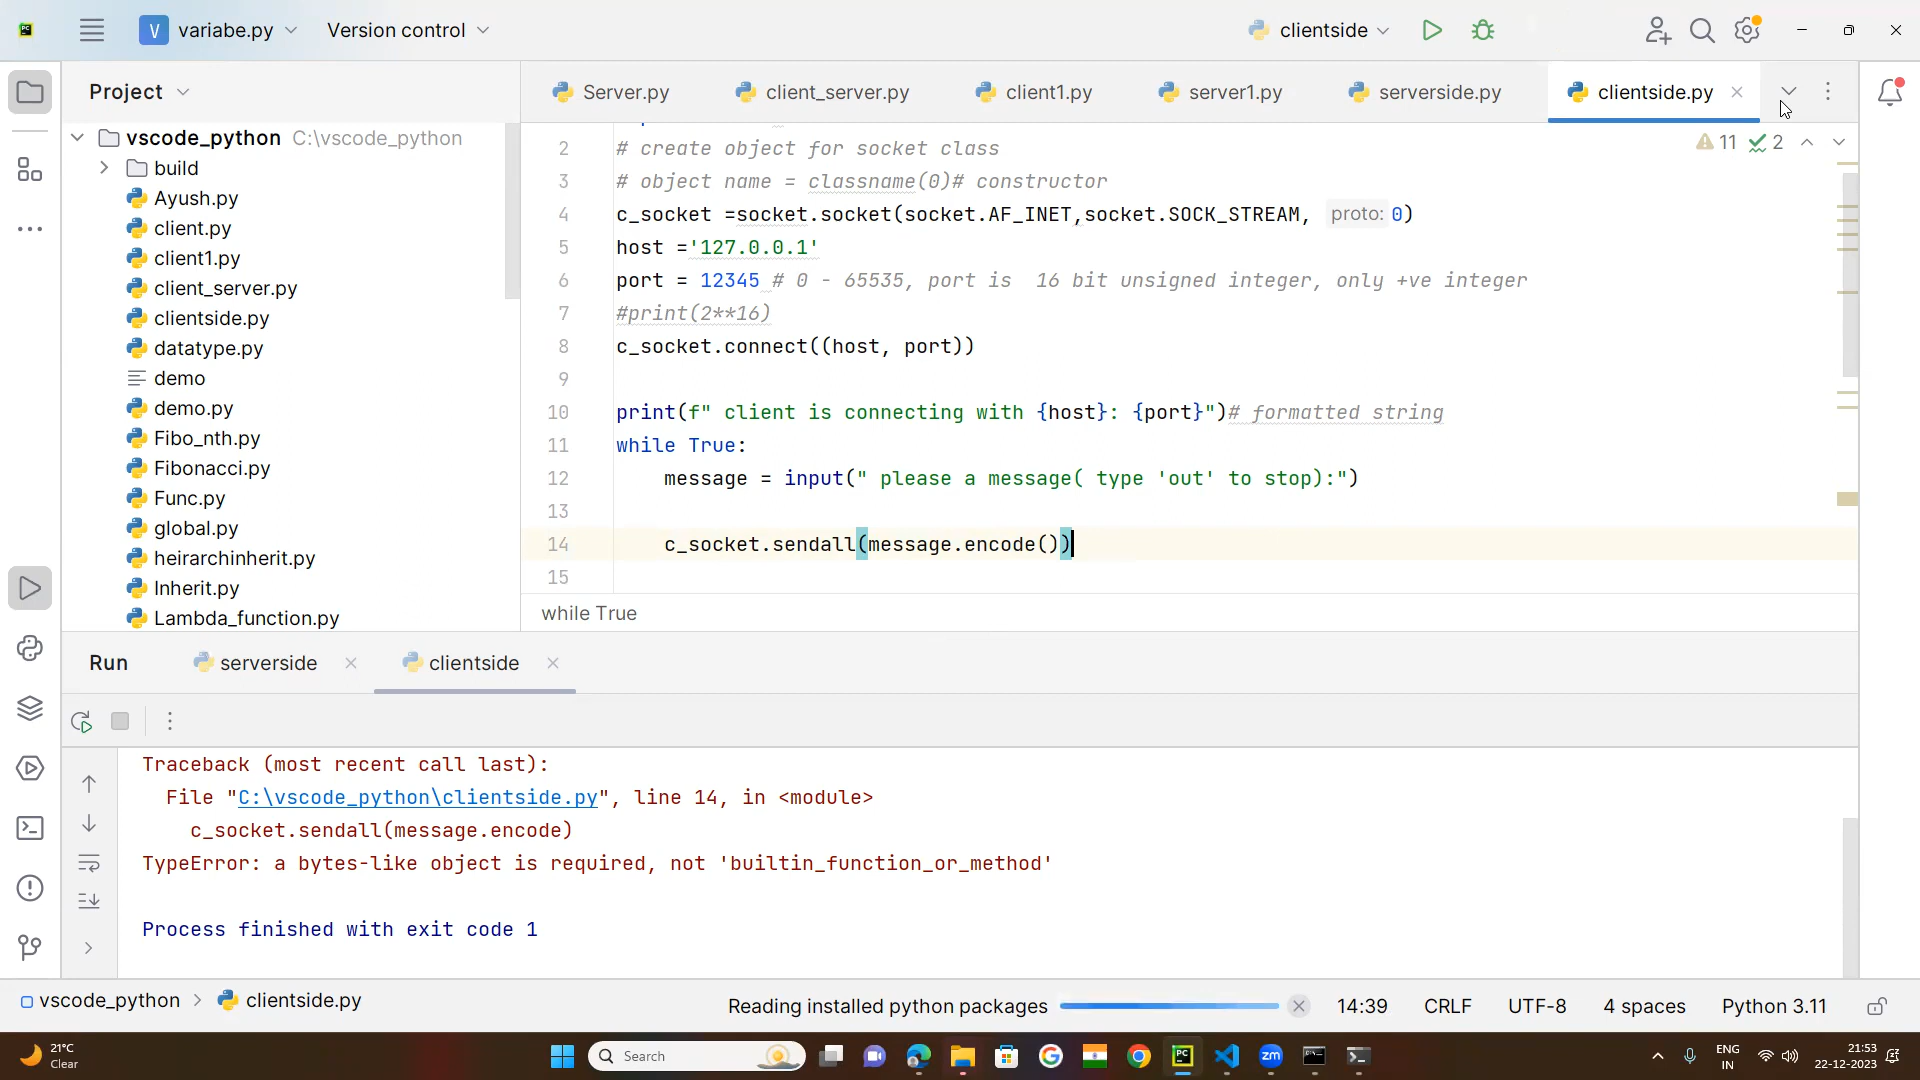 PC
V variabe.py Version control clientside
Project Server.py client_server.py client1.py server1.py serverside.py clientside.py
vscode_python C:\vscode_python
build
Ayush.py
client.py
client1.py
client_server.py
clientside.py
datatype.py
demo
demo.py
Fibo_nth.py
Fibonacci.py
Func.py
global.py
heirarchinherit.py
Inherit.py
Lambda_function.py
11 2
2 # create object for socket class
3 # object name = classname(0)# constructor
4 c_socket =socket.socket(socket.AF_INET,socket.SOCK_STREAM, proto: 0)
5 host ='127.0.0.1'
6 port = 12345 # 0 - 65535, port is  16 bit unsigned integer, only +ve integer
7 #print(2**16)
8 c_socket.connect((host, port))
9
10 print(f" client is connecting with {host}: {port}")# formatted string
11 while True:
12     message = input(" please a message( type 'out' to stop):")
13
14     c_socket.sendall(message.encode())
15
while True
Run serverside clientside
Traceback (most recent call last):
  File "C:\vscode_python\clientside.py", line 14, in <module>
    c_socket.sendall(message.encode)
TypeError: a bytes-like object is required, not 'builtin_function_or_method'
Process finished with exit code 1
vscode_python > clientside.py Reading installed python packages 14:39 CRLF UTF-8 4 spaces Python 3.11
21°C
Clear
Search
G
PC
zm
ENG
IN
21:53
22-12-2023